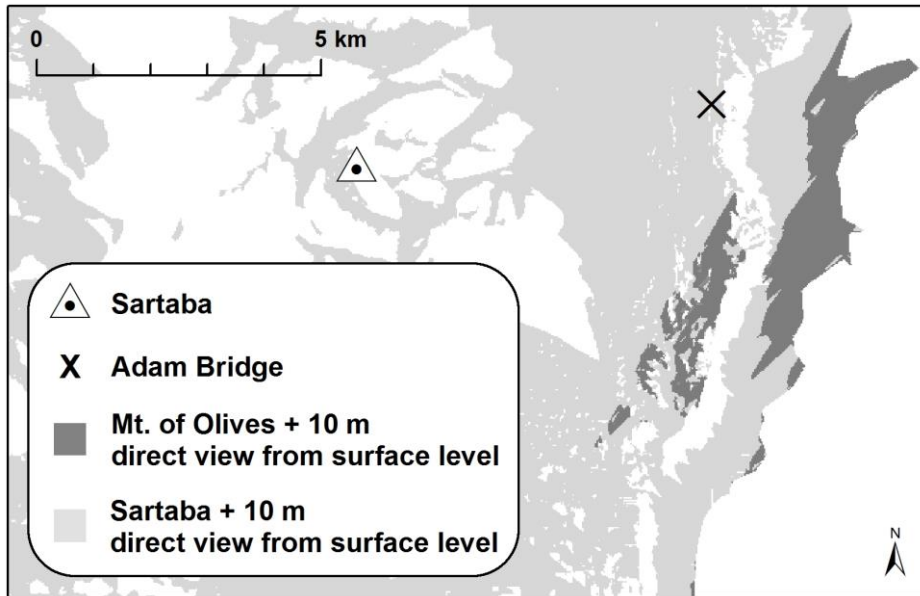 0 5 km
Sartaba
X Adam Bridge
Mt. of Olives + 10 m
direct view from surface level
Sartaba + 10 m
direct view from surface level
N